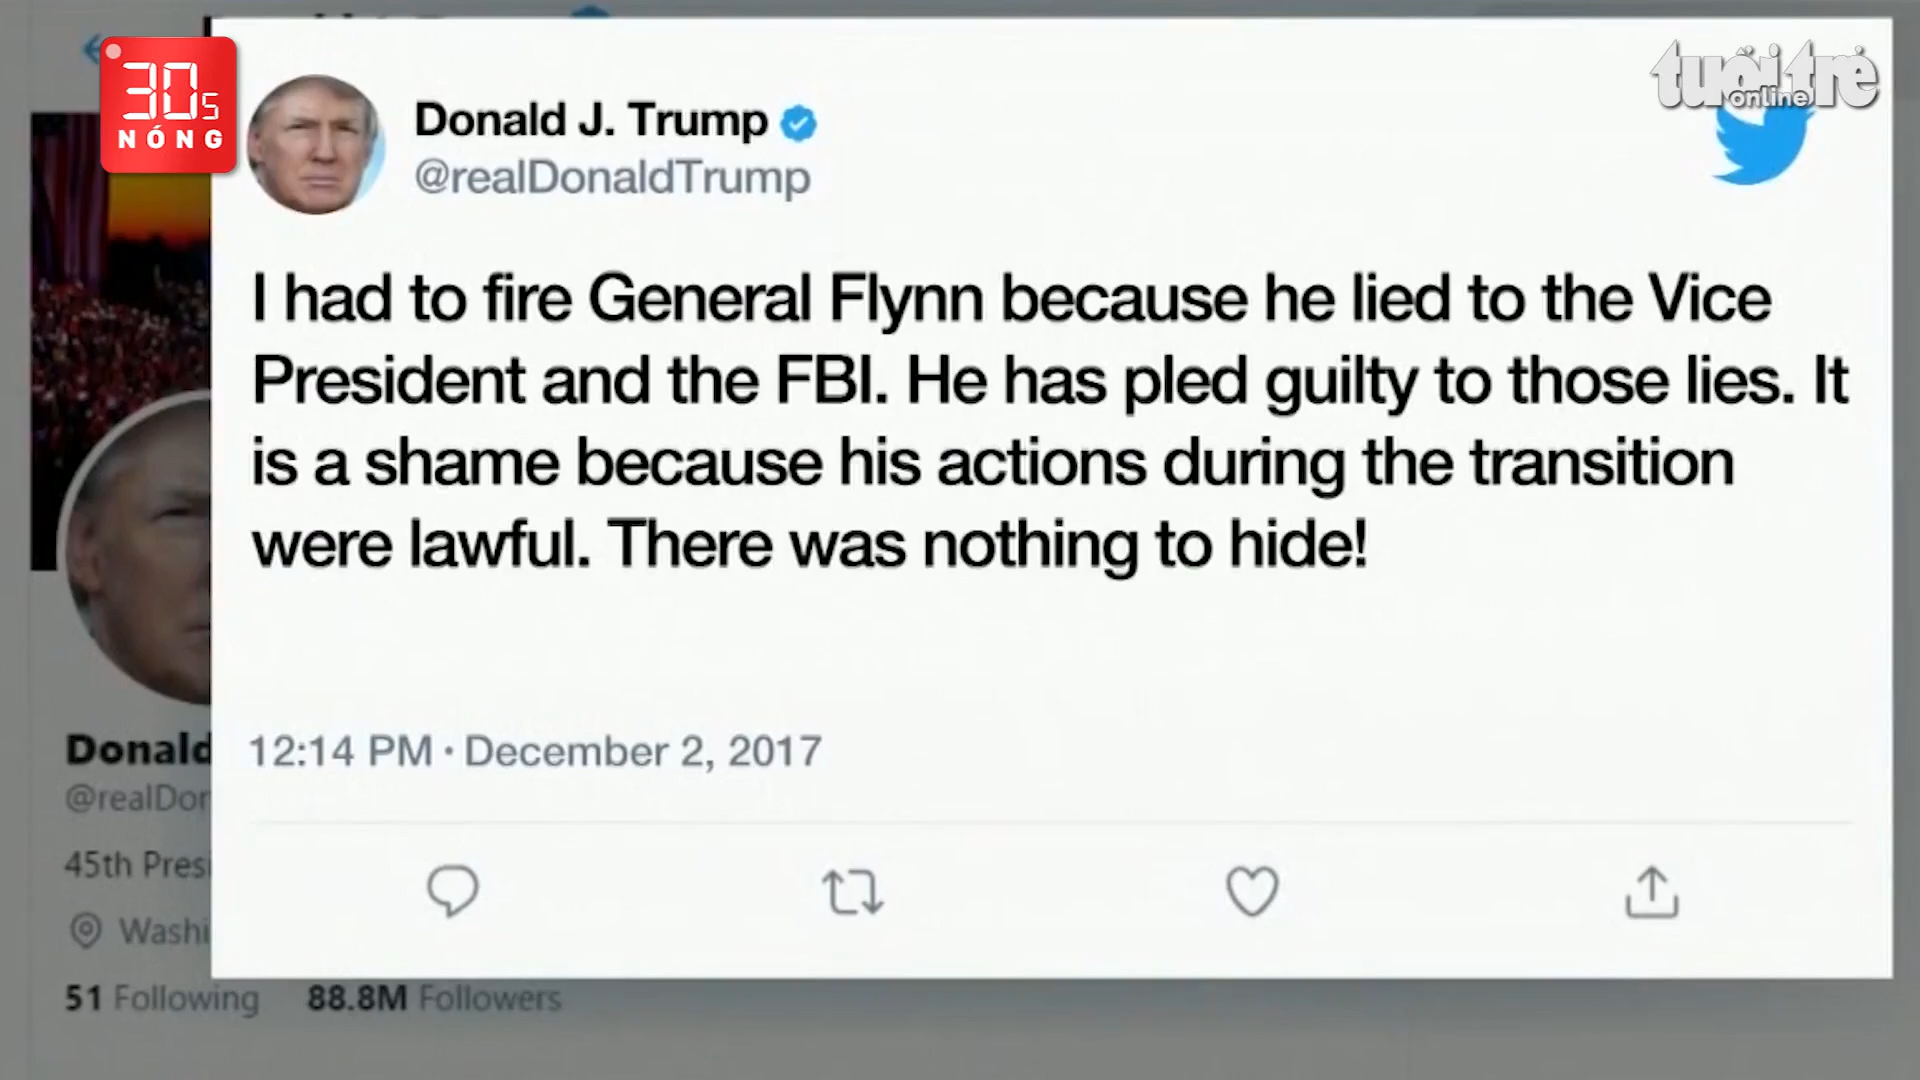 30s
NÓNG
tuổi trẻ
online
Donald J. Trump
@realDonaldTrump
I had to fire General Flynn because he lied to the Vice
President and the FBI. He has pled guilty to those lies. It
is a shame because his actions during the transition
were lawful. There was nothing to hide!
12:14 PM · December 2, 2017
Donald
@realDon
45th Presi
Washi
51 Following 88.8M Followers